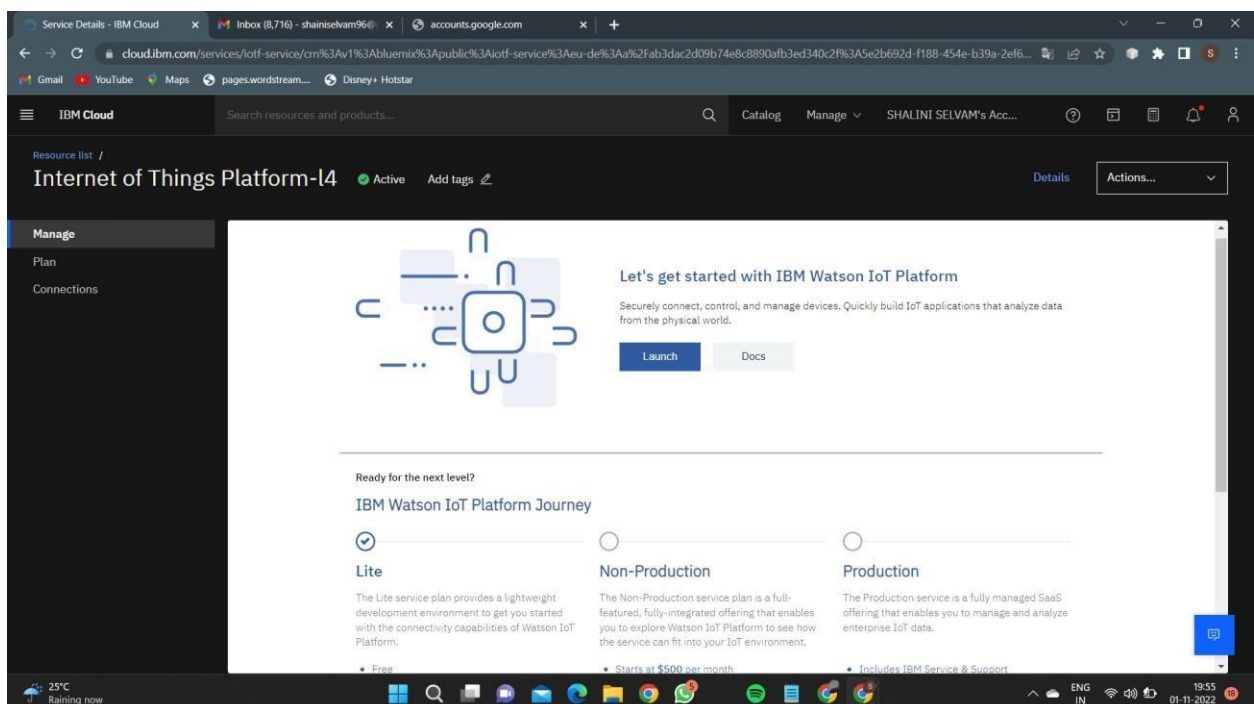 Service Details - IBM Cloud
Inbox (8,716) - shainiselvam96@
accounts.google.com
cloud.ibm.com/services/iotf-service/crn%3Av1%3Abluemix%3Apublic%3Aiotf-service%3Aeu-de%3Aa%2Fab3dac2d09b74e8c8890afb3ed340c2f%3A5e2b692d-f188-454e-b39a-2ef6...
Gmail YouTube Maps pages.wordstream.... Disney+ Hotstar
IBM Cloud Search resources and products... Catalog Manage SHALINI SELVAM's Acc...
Resource list /
Internet of Things Platform-l4 Active Add tags Details Actions...
Manage
Plan
Connections
Let's get started with IBM Watson IoT Platform
Securely connect, control, and manage devices. Quickly build IoT applications that analyze data
from the physical world.
Launch Docs
Ready for the next level?
IBM Watson IoT Platform Journey
Lite
The Lite service plan provides a lightweight
development environment to get you started
with the connectivity capabilities of Watson IoT
Platform.
• Free
Non-Production
The Non-Production service plan is a full-
featured, fully-integrated offering that enables
you to explore Watson IoT Platform to see how
the service can fit into your IoT environment.
• Starts at $500 per month
Production
The Production service is a fully managed SaaS
offering that enables you to manage and analyze
enterprise IoT data.
• Includes IBM Service & Support
25°C
Raining now
5
ENG
IN
19:55
01-11-2022
18